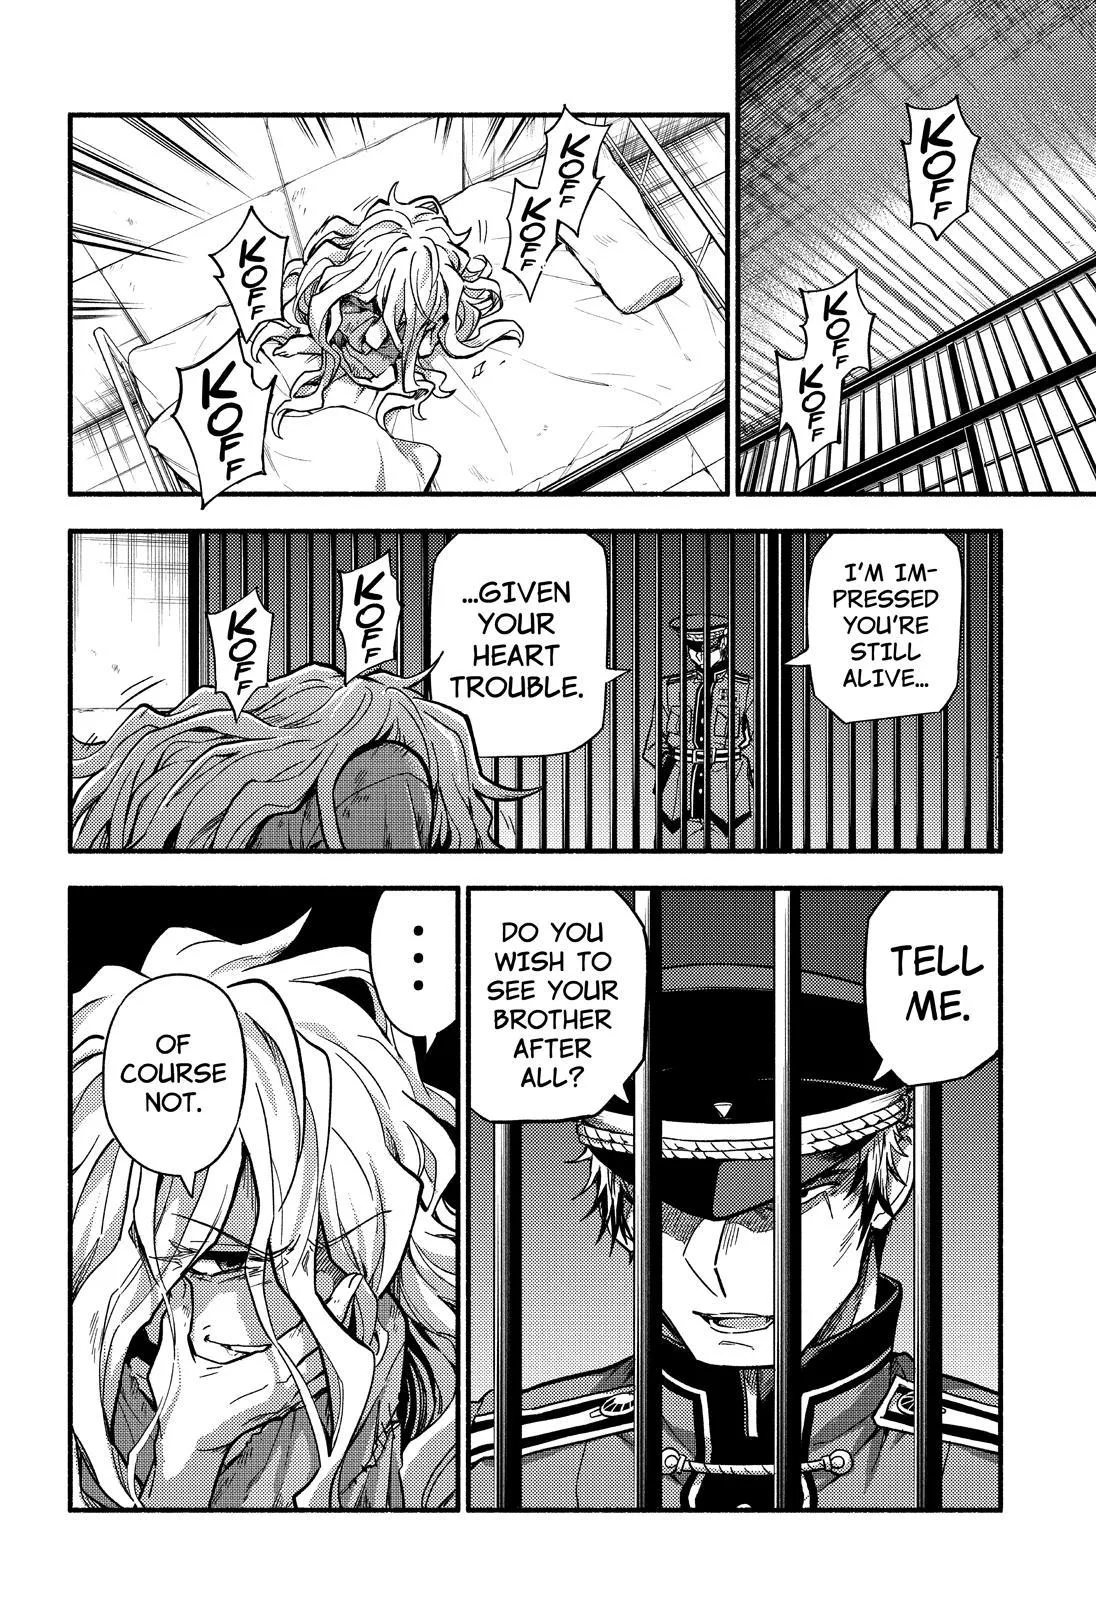 KOFF
KOFF
KOFF
KOFF
KOFF
KOFF
KOFF
I'M IM-
PRESSED
YOU'RE
STILL
ALIVE...
...GIVEN
YOUR
HEART
TROUBLE.
KOFF
KOFF
TELL
ME.
DO YOU
WISH TO
SEE YOUR
BROTHER
AFTER
ALL?
...
OF
COURSE
NOT.